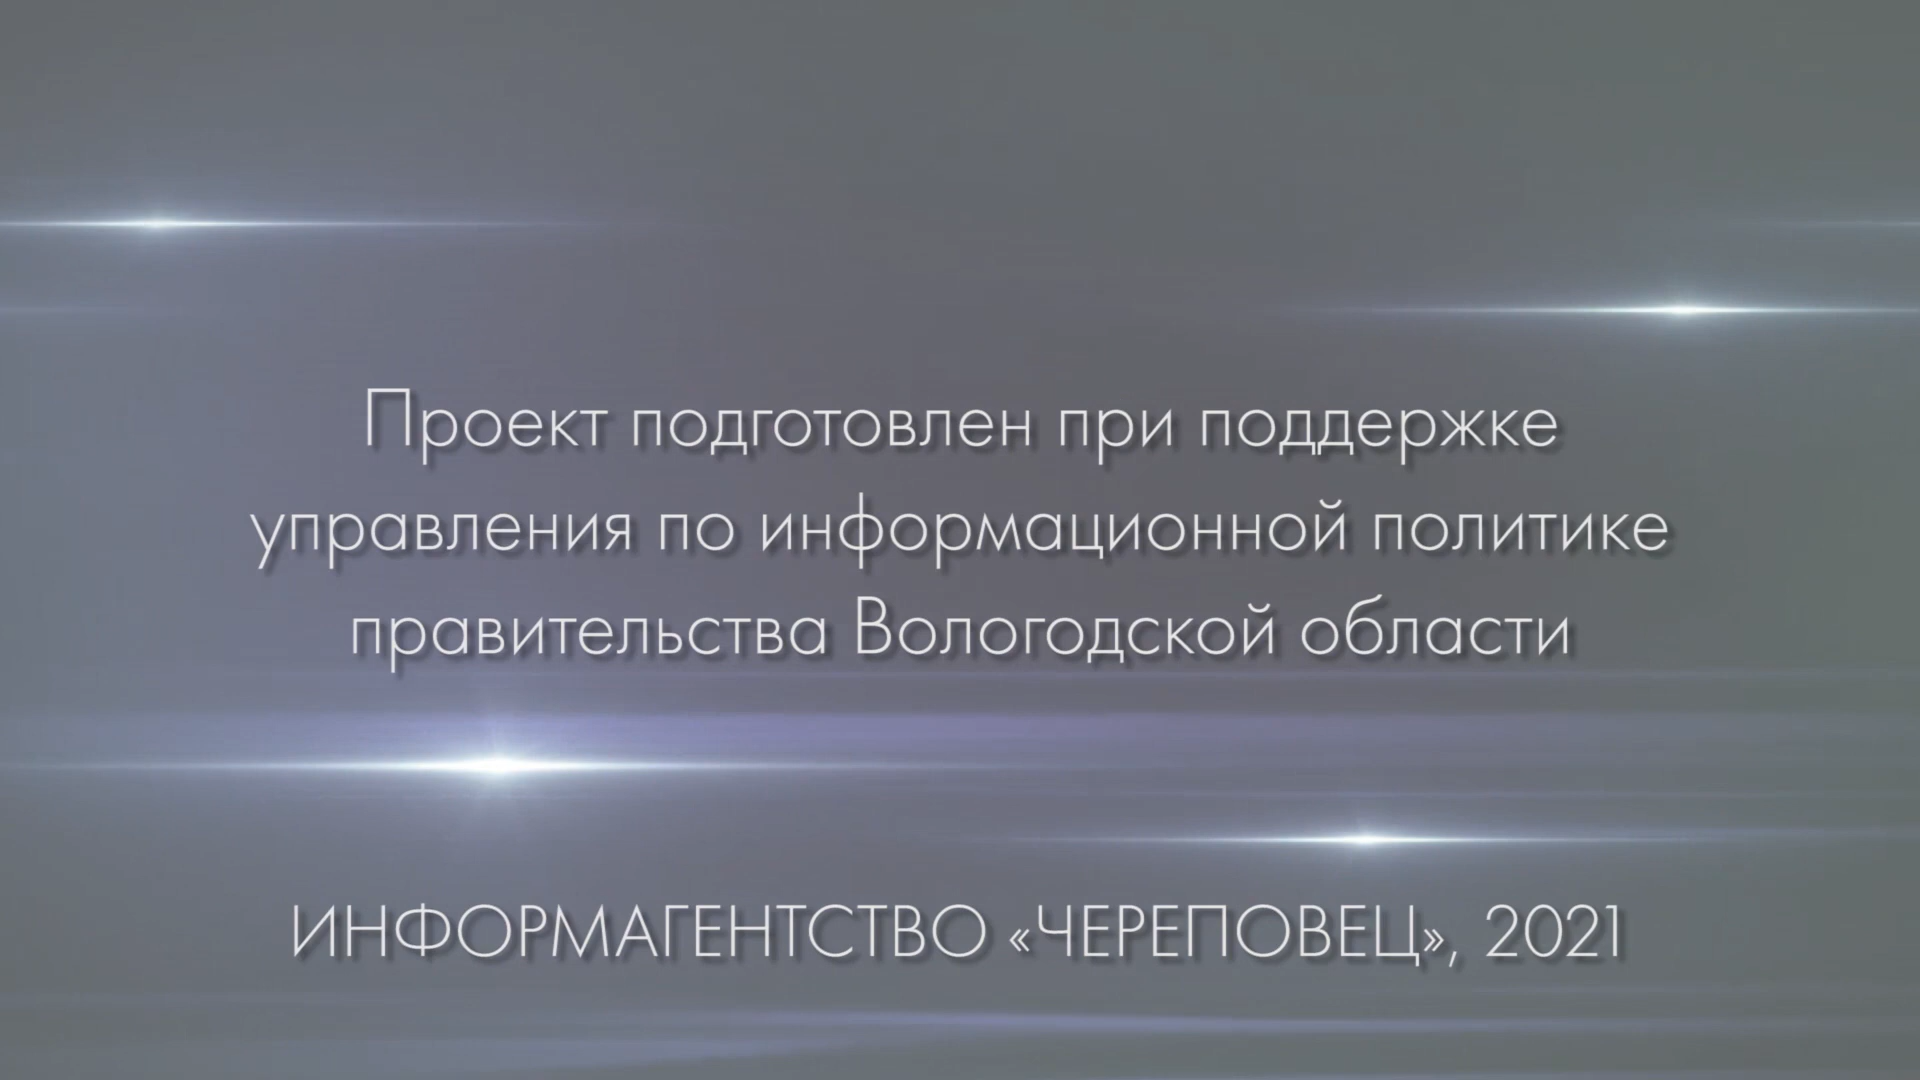 Проект подготовлен при поддержке
управления по информационной политике
правительства Вологодской области
ИНФОРМАГЕНТСТВО «ЧЕРЕПОВЕЦ», 2021